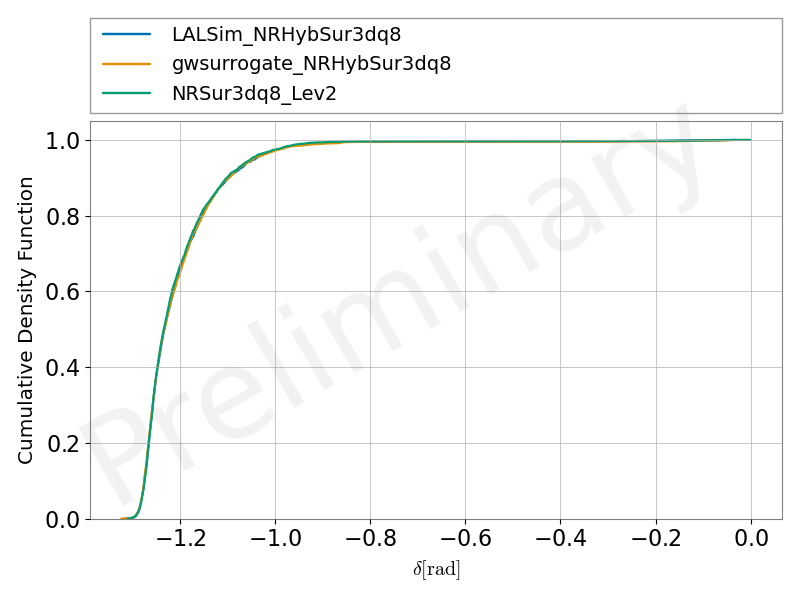 LALSim_NRHybSur3dq8
gwsurrogate_NRHybSur3dq8
NRSur3dq8_Lev2
1.0
0.8
0.6
0.4
0.2
0.0
Cumulative Density Function
Preliminary
−1.2 −1.0 −0.8 −0.6 −0.4 −0.2 0.0
δ[rad]